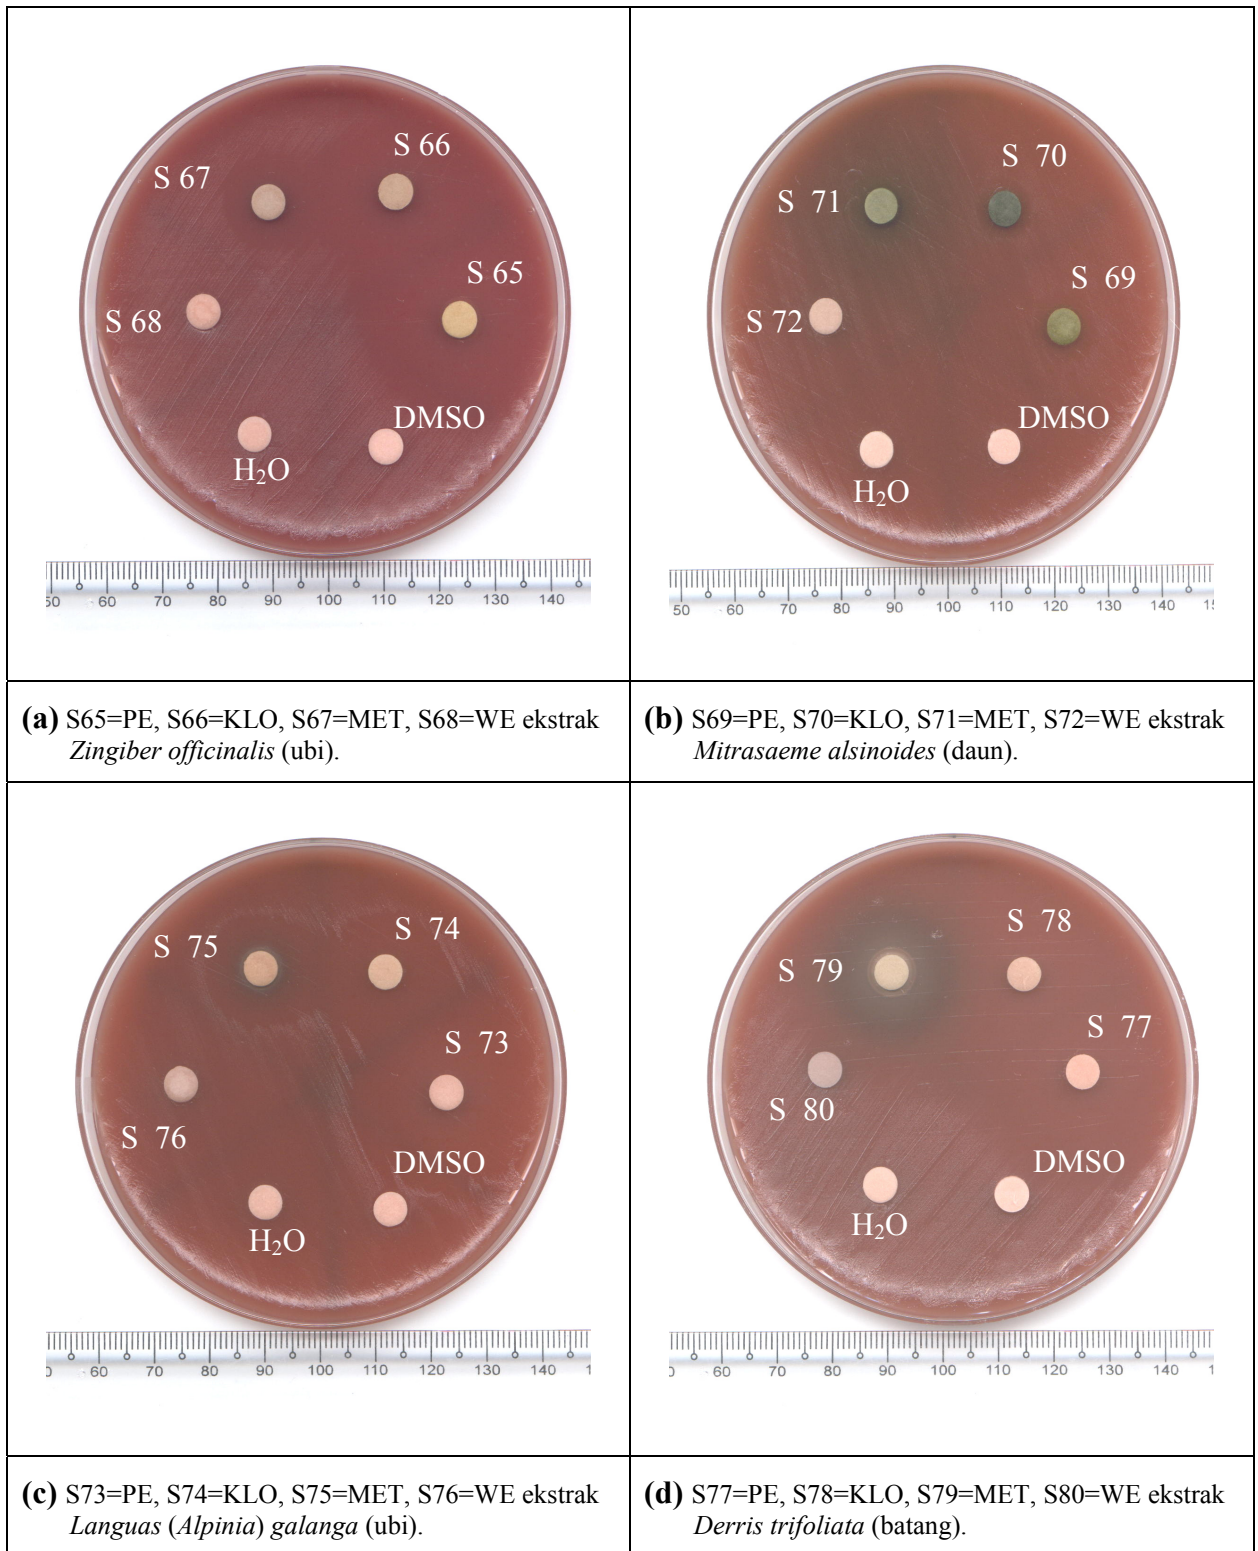 S 67
S 66
S 65
S 68
DMSO
H₂O
50 60 70 80 90 100 110 120 130 140
S 71
S 70
S 69
S 72
DMSO
H₂O
50 60 70 80 90 100 110 120 130 140
(a) S65=PE, S66=KLO, S67=MET, S68=WE ekstrak
Zingiber officinalis (ubi).
(b) S69=PE, S70=KLO, S71=MET, S72=WE ekstrak
Mitrasaeme alsinoides (daun).
S 75
S 74
S 73
S 76
DMSO
H₂O
60 70 80 90 100 110 120 130 140
S 79
S 78
S 77
S 80
DMSO
H₂O
60 70 80 90 100 110 120 130 140
(c) S73=PE, S74=KLO, S75=MET, S76=WE ekstrak
Languas (Alpinia) galanga (ubi).
(d) S77=PE, S78=KLO, S79=MET, S80=WE ekstrak
Derris trifoliata (batang).